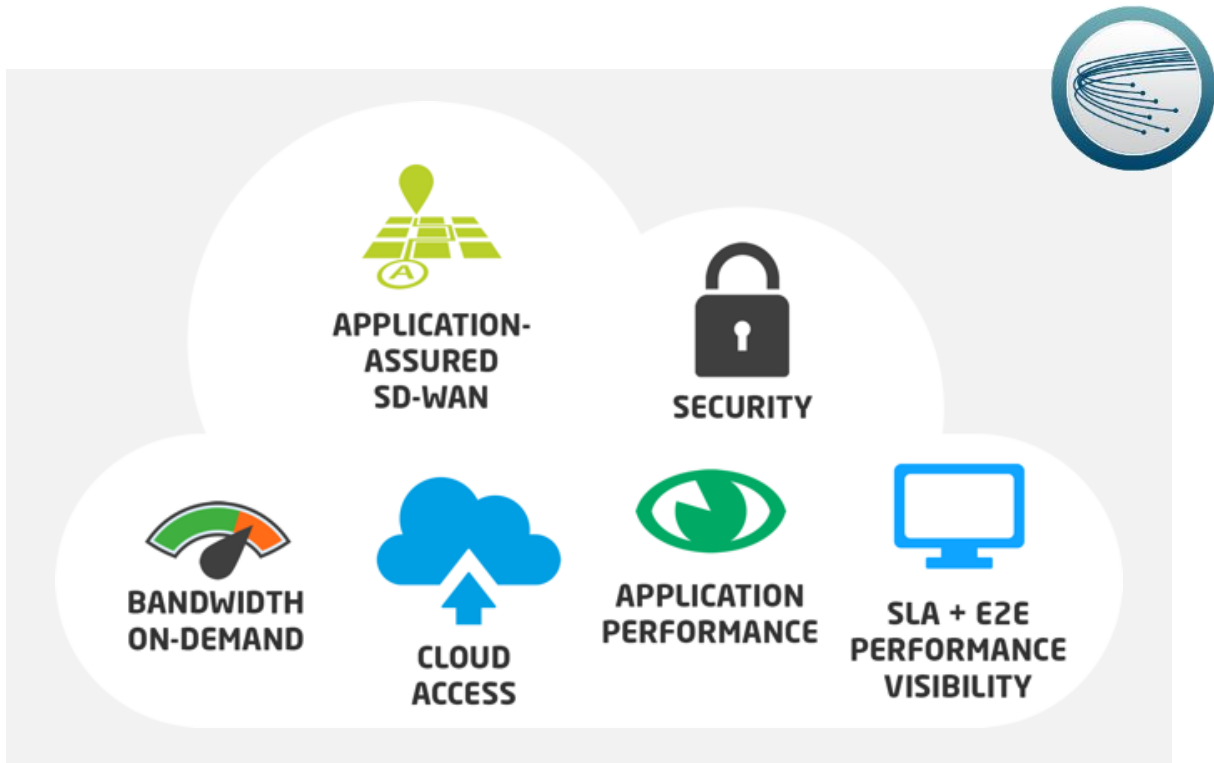 A
APPLICATION-
ASSURED
SD-WAN
SECURITY
BANDWIDTH
ON-DEMAND
CLOUD
ACCESS
APPLICATION
PERFORMANCE
SLA + E2E
PERFORMANCE
VISIBILITY